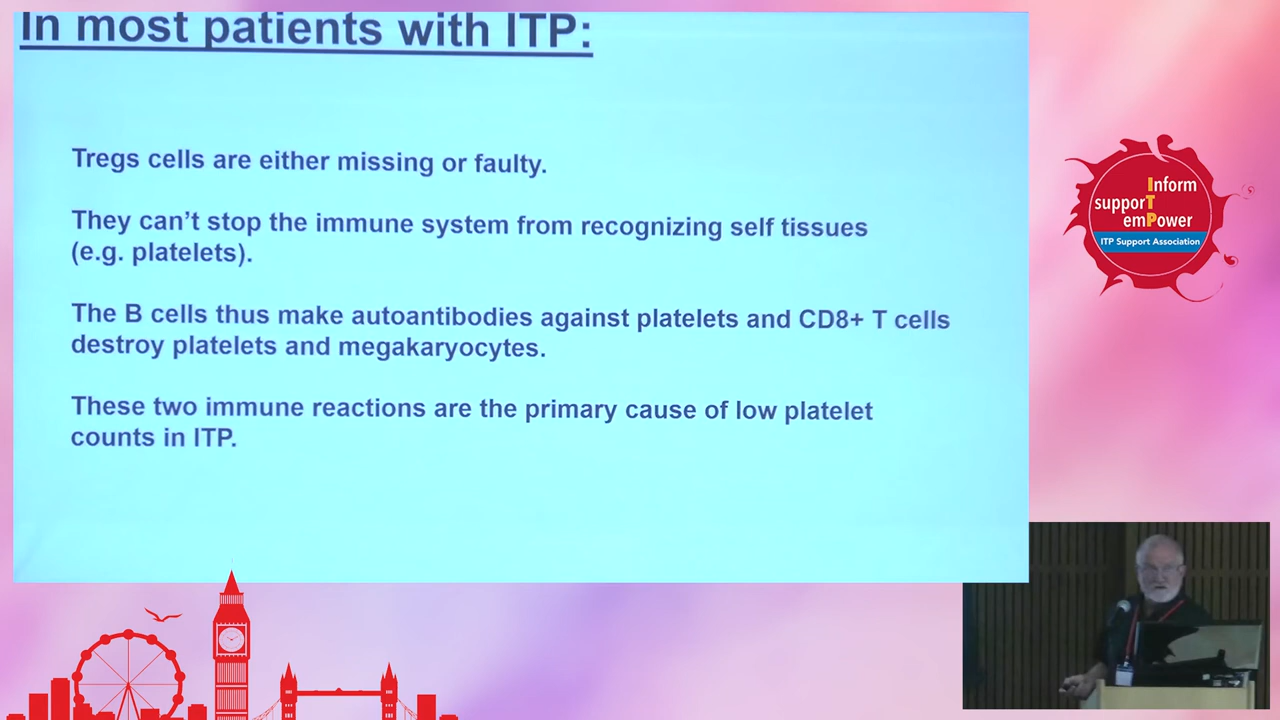 In most patients with ITP:
Tregs cells are either missing or faulty.
They can’t stop the immune system from recognizing self tissues
(e.g. platelets).
The B cells thus make autoantibodies against platelets and CD8+ T cells
destroy platelets and megakaryocytes.
These two immune reactions are the primary cause of low platelet
counts in ITP.
Inform
supporT
emPower
ITP Support Association